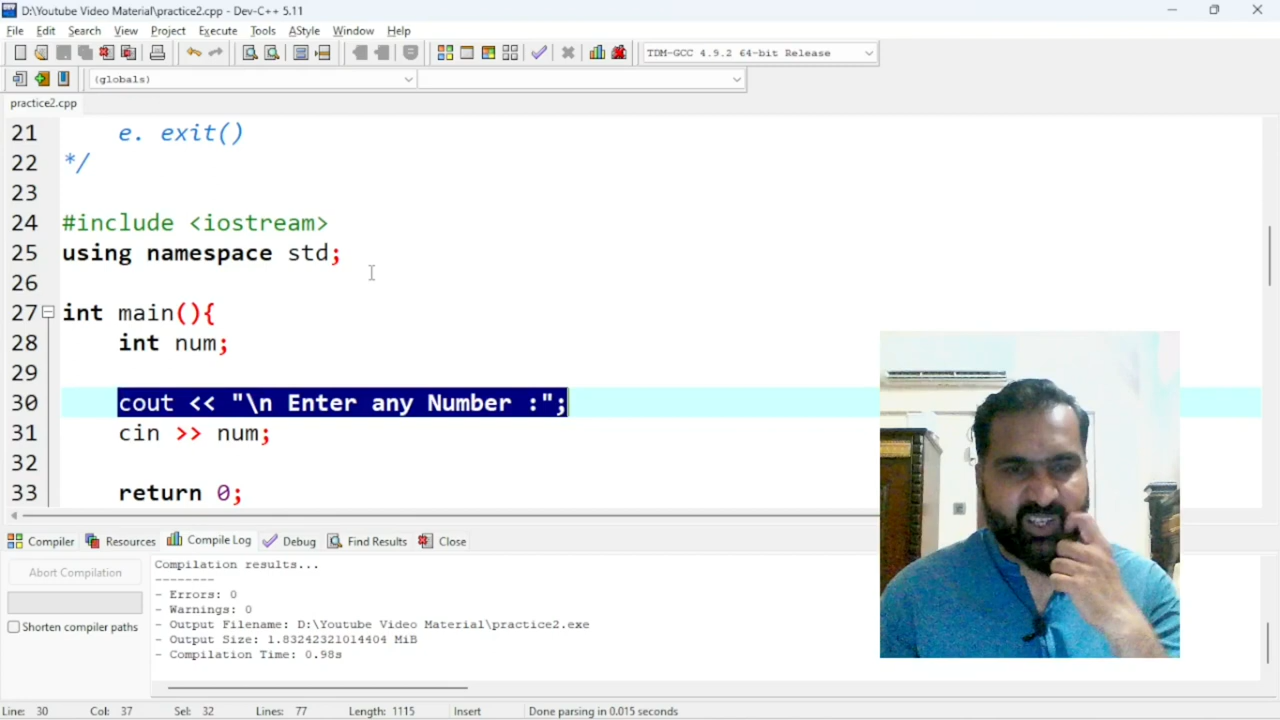 D:\Youtube Video Material\practice2.cpp - Dev-C++ 5.11
File Edit Search View Project Execute Tools AStyle Window Help
TDM-GCC 4.9.2 64-bit Release
(globals)
practice2.cpp
21 e. exit()
22 */
23
24 #include <iostream>
25 using namespace std;
26
27 int main(){
28 int num;
29
30 cout << "\n Enter any Number :";
31 cin >> num;
32
33 return 0;
Compiler Resources Compile Log Debug Find Results Close
Abort Compilation
Shorten compiler paths
Compilation results...
--------
- Errors: 0
- Warnings: 0
- Output Filename: D:\Youtube Video Material\practice2.exe
- Output Size: 1.83242321014404 MiB
- Compilation Time: 0.98s
Line: 30 Col: 37 Sel: 32 Lines: 77 Length: 1115 Insert Done parsing in 0.015 seconds